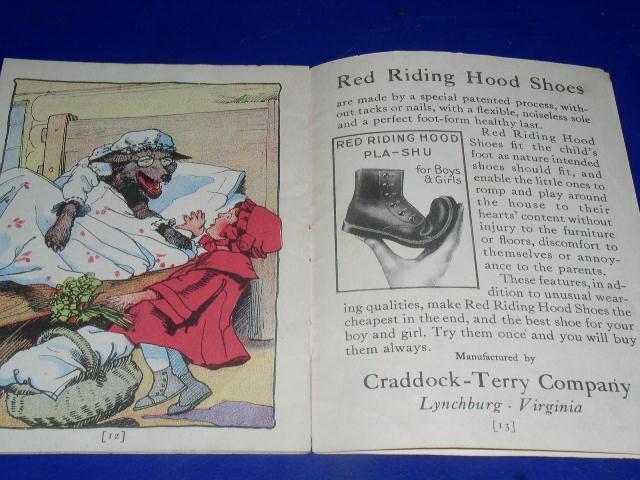 [12]
Red Riding Hood Shoes
are made by a special patented process, with-
out tacks or nails, with a flexible, noiseless sole
and a perfect foot-form healthy last.
RED RIDING HOOD
PLA-SHU
for Boys
& Girls
Red Riding Hood
Shoes fit the child's
foot as nature intended
shoes should fit, and
enable the little ones to
romp and play around
the house to their
hearts' content without
injury to the furniture
or floors, discomfort to
themselves or annoy-
ance to the parents.
These features, in ad-
dition to unusual wear-
ing qualities, make Red Riding Hood Shoes the
cheapest in the end, and the best shoe for your
boy and girl. Try them once and you will buy
them always.
Manufactured by
Craddock-Terry Company
Lynchburg · Virginia
[13]